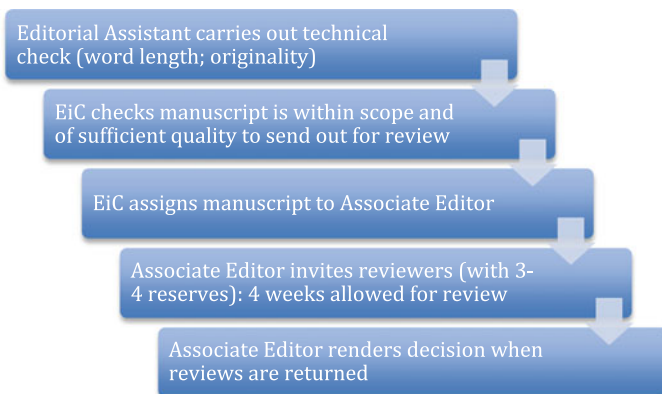 Editorial Assistant carries out technical
check (word length; originality)
EiC checks manuscript is within scope and
of sufficient quality to send out for review
EiC assigns manuscript to Associate Editor
Associate Editor invites reviewers (with 3-
4 reserves): 4 weeks allowed for review
Associate Editor renders decision when
reviews are returned